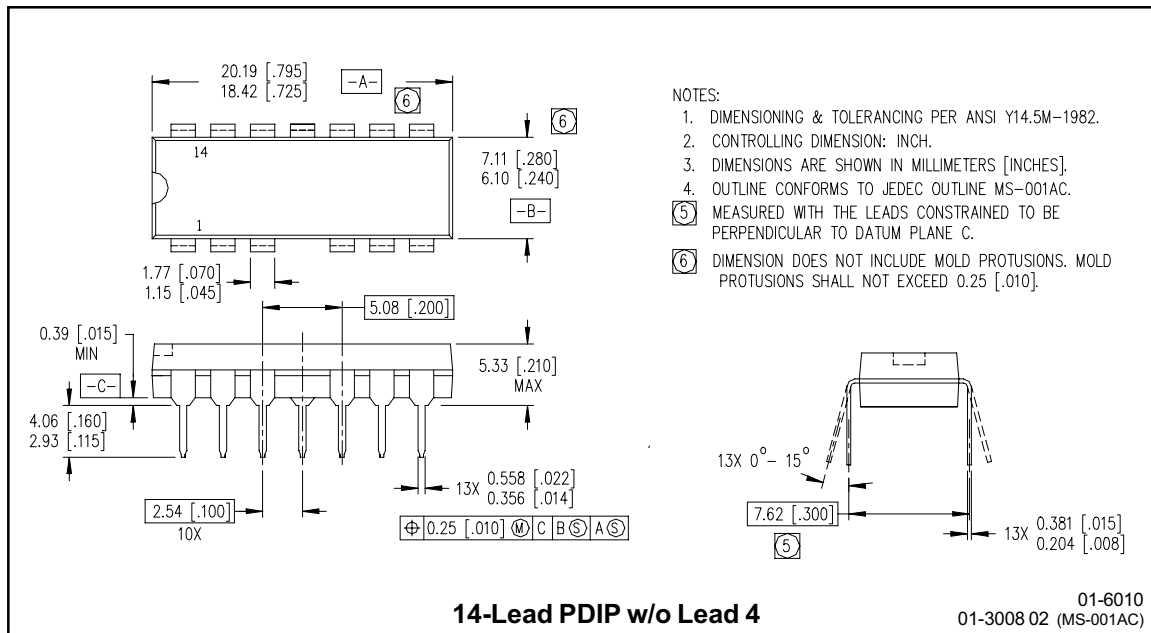 20.19 [.795]
18.42 [.725]
-A-
6
6
14
1
7.11 [.280]
6.10 [.240]
-B-
1.77 [.070]
1.15 [.045]
5.08 [.200]
0.39 [.015]
MIN
-C-
5.33 [.210]
MAX
4.06 [.160]
2.93 [.115]
2.54 [.100]
10X
13X 0.558 [.022]
0.356 [.014]
⌖ 0.25 [.010] Ⓜ C B Ⓢ A Ⓢ
NOTES:
1. DIMENSIONING & TOLERANCING PER ANSI Y14.5M-1982.
2. CONTROLLING DIMENSION: INCH.
3. DIMENSIONS ARE SHOWN IN MILLIMETERS [INCHES].
4. OUTLINE CONFORMS TO JEDEC OUTLINE MS-001AC.
5 MEASURED WITH THE LEADS CONSTRAINED TO BE
PERPENDICULAR TO DATUM PLANE C.
6 DIMENSION DOES NOT INCLUDE MOLD PROTUSIONS. MOLD
PROTUSIONS SHALL NOT EXCEED 0.25 [.010].
13X 0°- 15°
7.62 [.300]
5
13X 0.381 [.015]
0.204 [.008]
14-Lead PDIP w/o Lead 4
01-6010
01-3008 02 (MS-001AC)